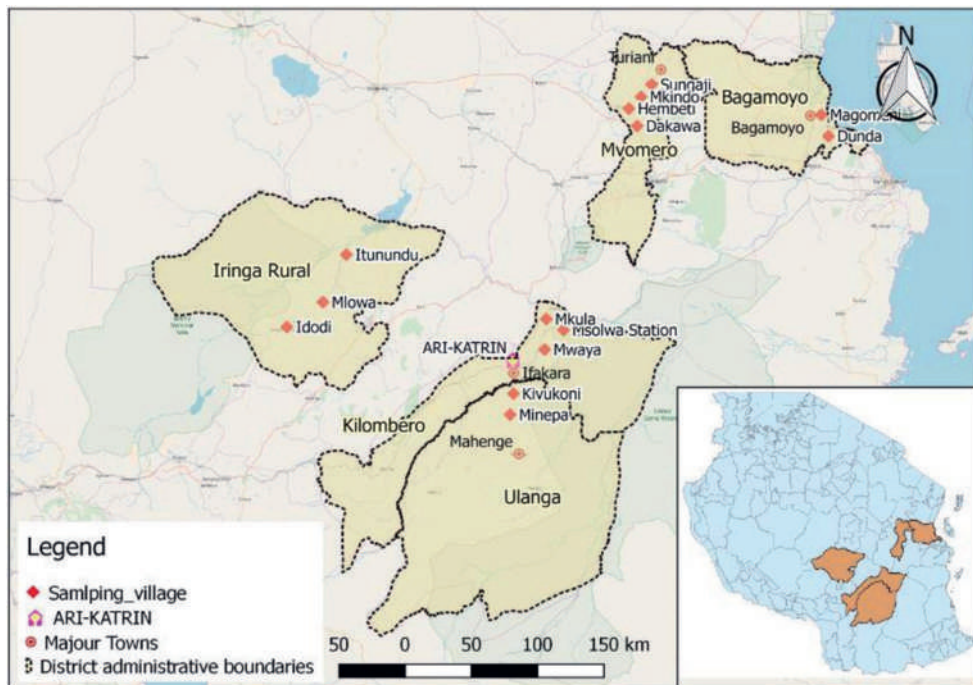 N
Turiani
Sungaji
Mkindo
Hembeti
Dakawa
Mvomero
Bagamoyo
Bagamoyo
Magomeni
Dunda
Itunundu
Iringa Rural
Mlowa
Idodi
Mkula
Msolwa Station
ARI-KATRIN
Mwaya
Ifakara
Kivukoni
Kilombero
Minepa
Mahenge
Ulanga
Legend
Samlping_village
ARI-KATRIN
Majour Towns
District administrative boundaries
50 0 50 100 150 km